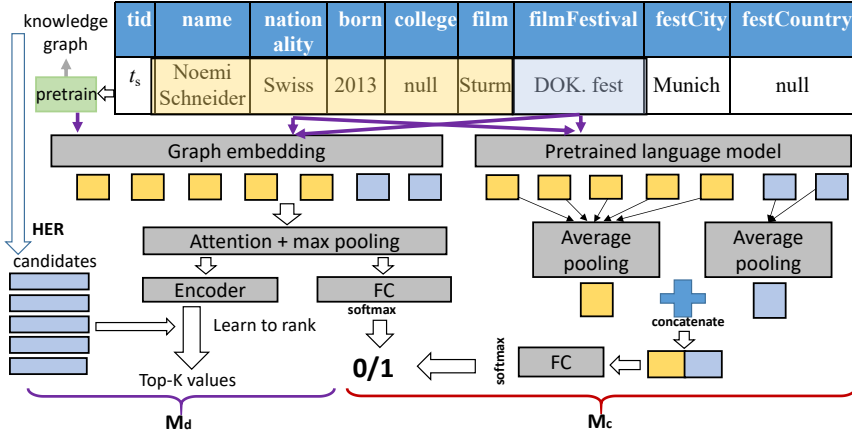 knowledge
graph
tid name nation born college film filmFestival festCity festCountry
ality
ts Noemi Swiss 2013 null Sturm DOK. fest Munich null
Schneider
pretrain
Graph embedding Pretrained language model
HER
Attention + max pooling
Average
pooling
Average
pooling
candidates
Encoder FC
softmax
concatenate
Learn to rank
0/1
softmax
FC
Top-K values
Md Mc